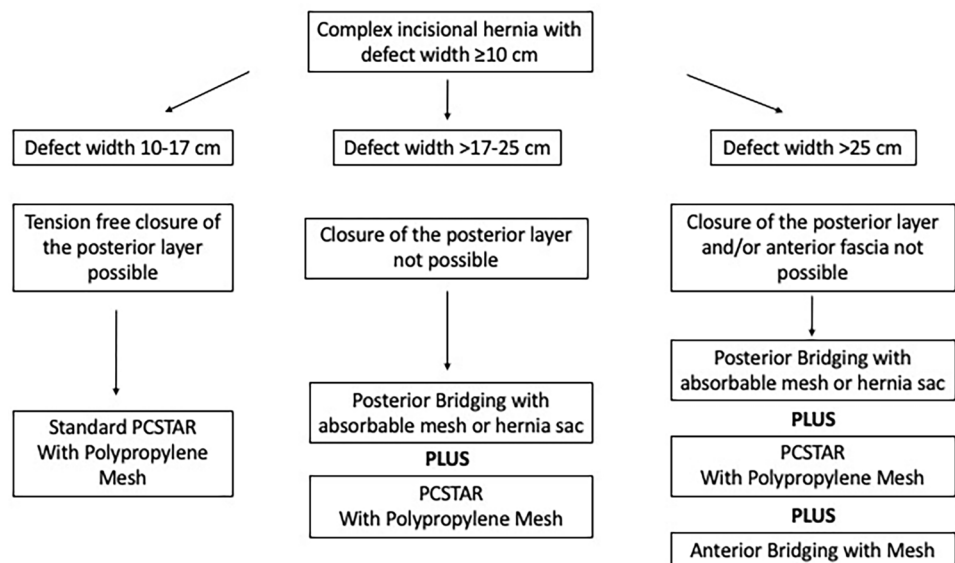 Complex incisional hernia with
defect width ≥10 cm
Defect width 10-17 cm
Defect width >17-25 cm
Defect width >25 cm
Tension free closure of
the posterior layer
possible
Closure of the posterior layer
not possible
Closure of the posterior layer
and/or anterior fascia not
possible
Standard PCSTAR
With Polypropylene
Mesh
Posterior Bridging with
absorbable mesh or hernia sac
PLUS
PCSTAR
With Polypropylene Mesh
Posterior Bridging with
absorbable mesh or hernia sac
PLUS
PCSTAR
With Polypropylene Mesh
PLUS
Anterior Bridging with Mesh